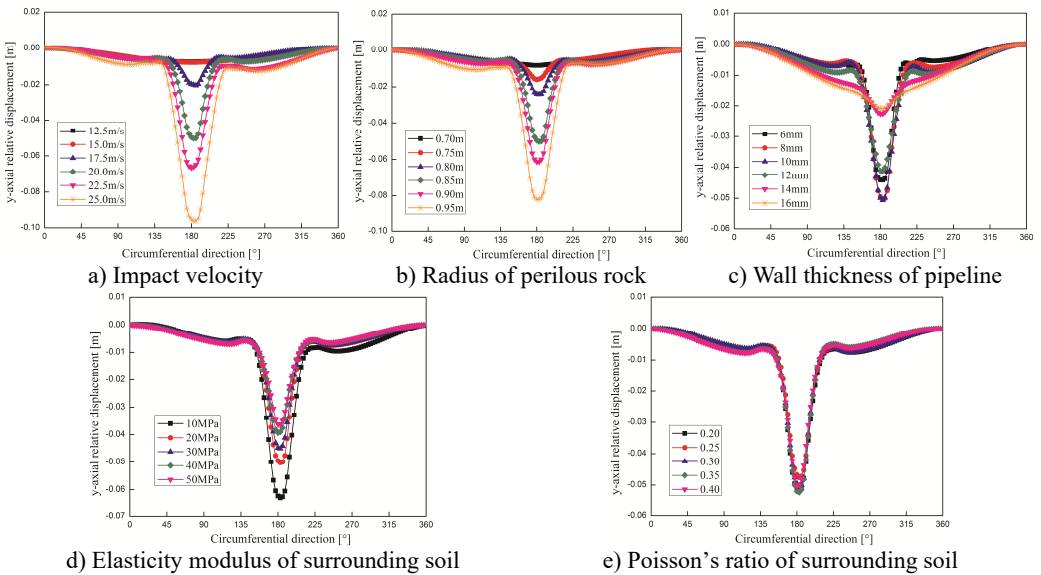 0.00
-0.02
-0.04
-0.06
-0.08
-0.10
y-axial relative displacement [m]
12.5m/s
15.0m/s
17.5m/s
20.0m/s
22.5m/s
25.0m/s
0 45 90 135 180 225 270 315 360
Circumferential direction [°]
a) Impact velocity
0.00
-0.02
-0.04
-0.06
-0.08
-0.10
y-axial relative displacement [m]
0.70m
0.75m
0.80m
0.85m
0.90m
0.95m
0 45 90 135 180 225 270 315 360
Circumferential direction [°]
b) Radius of perilous rock
0.01
0.00
-0.01
-0.02
-0.03
-0.04
-0.05
-0.06
y-axial relative displacement [m]
6mm
8mm
10mm
12mm
14mm
16mm
0 45 90 135 180 225 270 315 360
Circumferential direction [°]
c) Wall thickness of pipeline
0.01
0.00
-0.01
-0.02
-0.03
-0.04
-0.05
-0.06
-0.07
y-axial relative displacement [m]
10MPa
20MPa
30MPa
40MPa
50MPa
0 45 90 135 180 225 270 315 360
Circumferential direction [°]
d) Elasticity modulus of surrounding soil
0.01
0.00
-0.01
-0.02
-0.03
-0.04
-0.05
-0.06
y-axial relative displacement [m]
0.20
0.25
0.30
0.35
0.40
0 45 90 135 180 225 270 315 360
Circumferential direction [°]
e) Poisson's ratio of surrounding soil